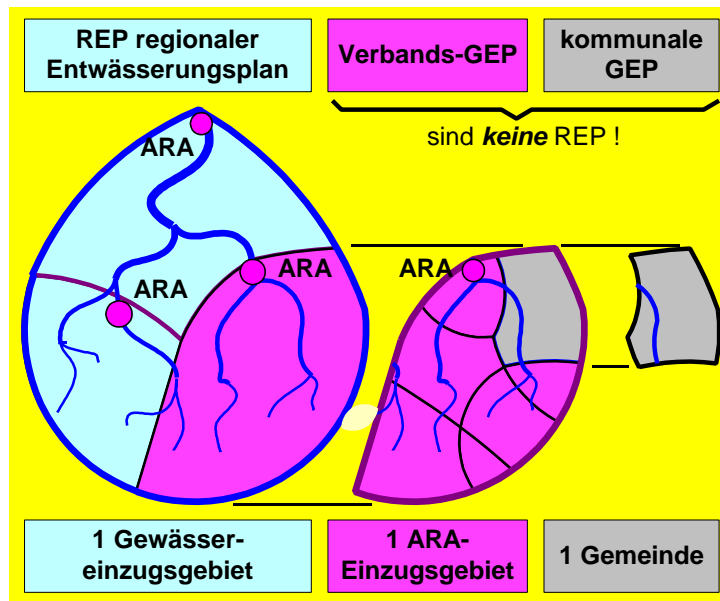 REP regionaler
Entwässerungsplan
Verbands-GEP
kommunale
GEP
sind keine REP !
ARA
ARA
ARA
ARA
1 Gewässer-
einzugsgebiet
1 ARA-
Einzugsgebiet
1 Gemeinde